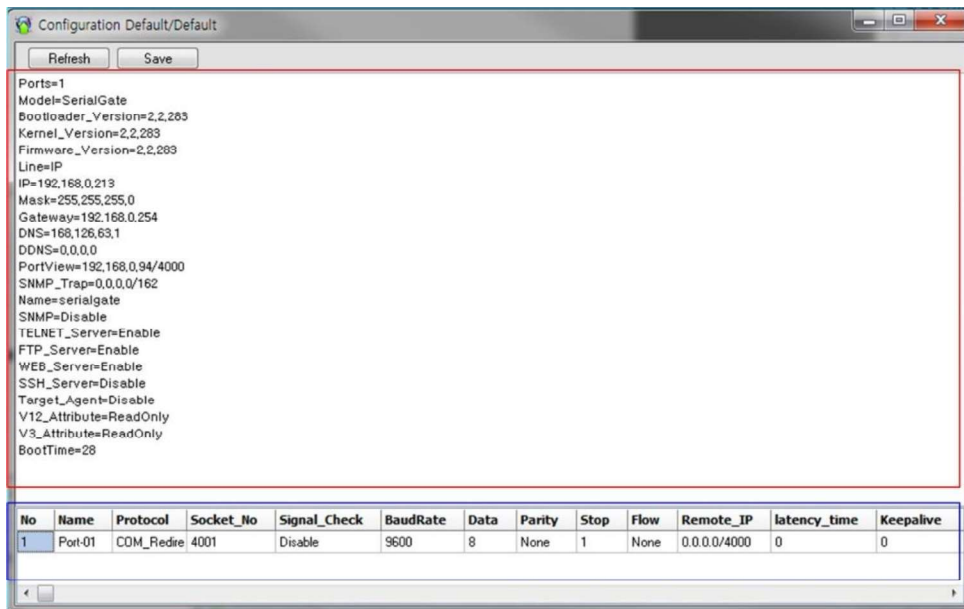 Configuration Default/Default
Refresh Save
Ports=1
Model=SerialGate
Bootloader_Version=2,2,283
Kernel_Version=2,2,283
Firmware_Version=2,2,283
Line=IP
IP=192,168,0,213
Mask=255,255,255,0
Gateway=192,168,0,254
DNS=168,126,63,1
DDNS=0,0,0,0
PortView=192,168,0,94/4000
SNMP_Trap=0,0,0,0/162
Name=serialgate
SNMP=Disable
TELNET_Server=Enable
FTP_Server=Enable
WEB_Server=Enable
SSH_Server=Disable
Target_Agent=Disable
V12_Attribute=ReadOnly
V3_Attribute=ReadOnly
BootTime=28
No Name Protocol Socket_No Signal_Check BaudRate Data Parity Stop Flow Remote_IP latency_time Keepalive
1 Port-01 COM_Redire 4001 Disable 9600 8 None 1 None 0.0.0.0/4000 0 0